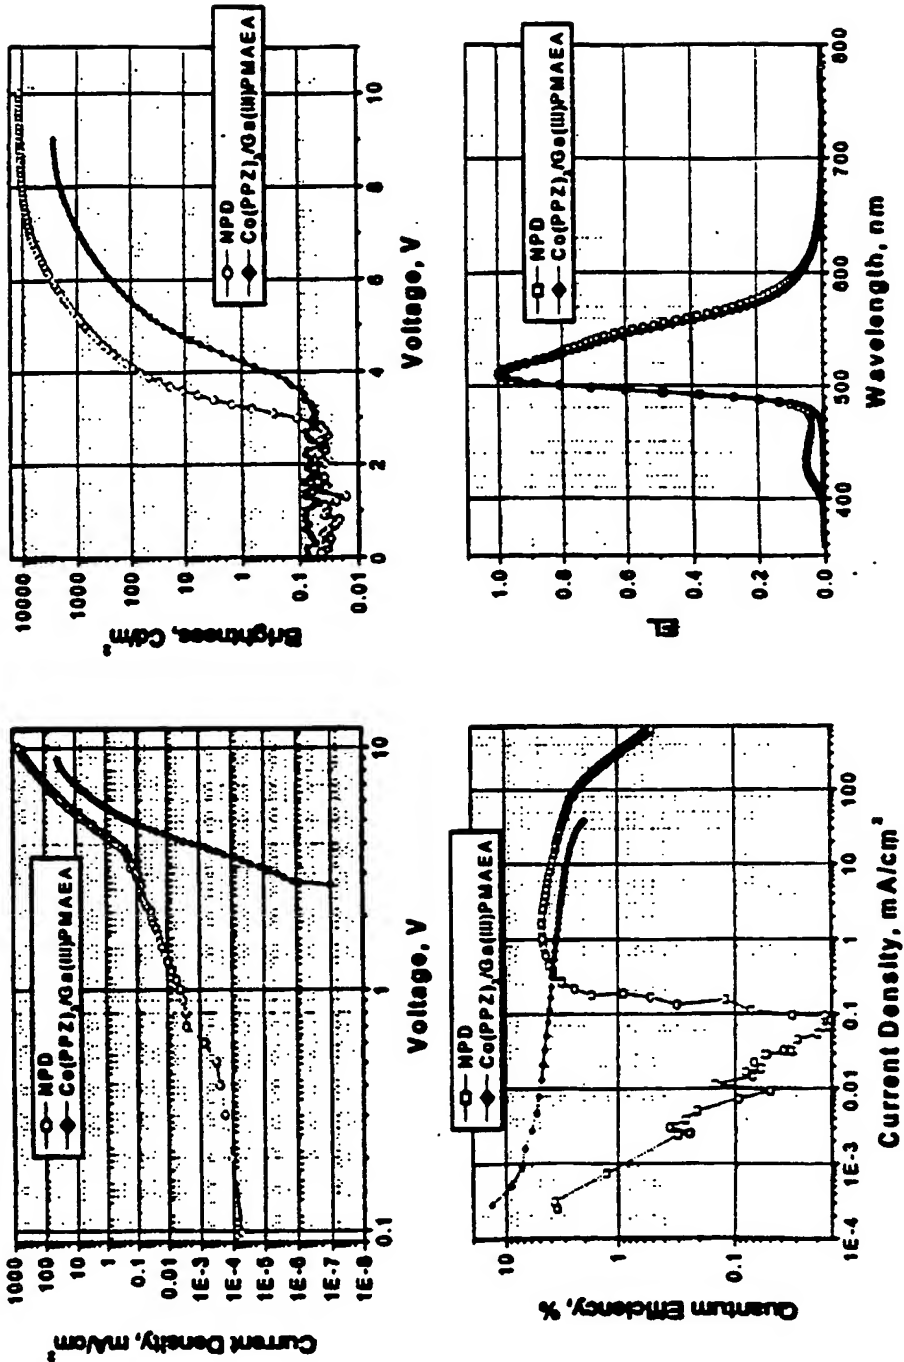 Current Density, mA/cm²
1000
100
10
1
0.1
0.01
1E-3
1E-4
1E-5
1E-6
1E-7
1E-8
NPD
Co(PPZ)₃/Ga(III)PMAEA
0.1
1
10
Voltage, V
Brightness, Cd/m²
10000
1000
100
10
1
0.1
0.01
NPD
Co(PPZ)₃/Ga(III)PMAEA
0
2
4
6
8
10
Voltage, V
Quantum Efficiency, %
10
1
0.1
NPD
Co(PPZ)₃/Ga(III)PMAEA
1E-4
1E-3
0.01
0.1
1
10
100
Current Density, mA/cm²
EL
1.0
0.8
0.6
0.4
0.2
0.0
NPD
Co(PPZ)₃/Ga(III)PMAEA
400
500
600
700
800
Wavelength, nm